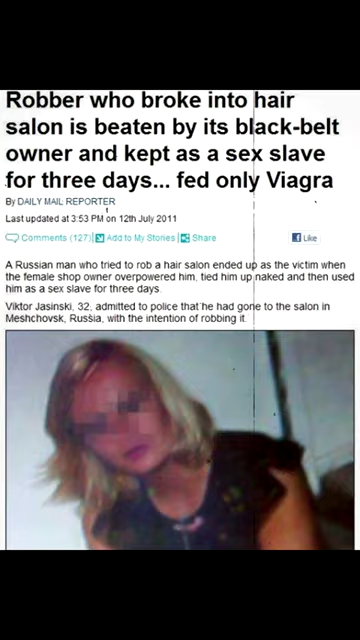 Robber who broke into hair
salon is beaten by its black-belt
owner and kept as a sex slave
for three days... fed only Viagra
By DAILY MAIL REPORTER
Last updated at 3:53 PM on 12th July 2011
Comments (127) Add to My Stories Share Like
A Russian man who tried to rob a hair salon ended up as the victim when
the female shop owner overpowered him, tied him up naked and then used
him as a sex slave for three days.
Viktor Jasinski, 32, admitted to police that he had gone to the salon in
Meshchovsk, Russia, with the intention of robbing it.